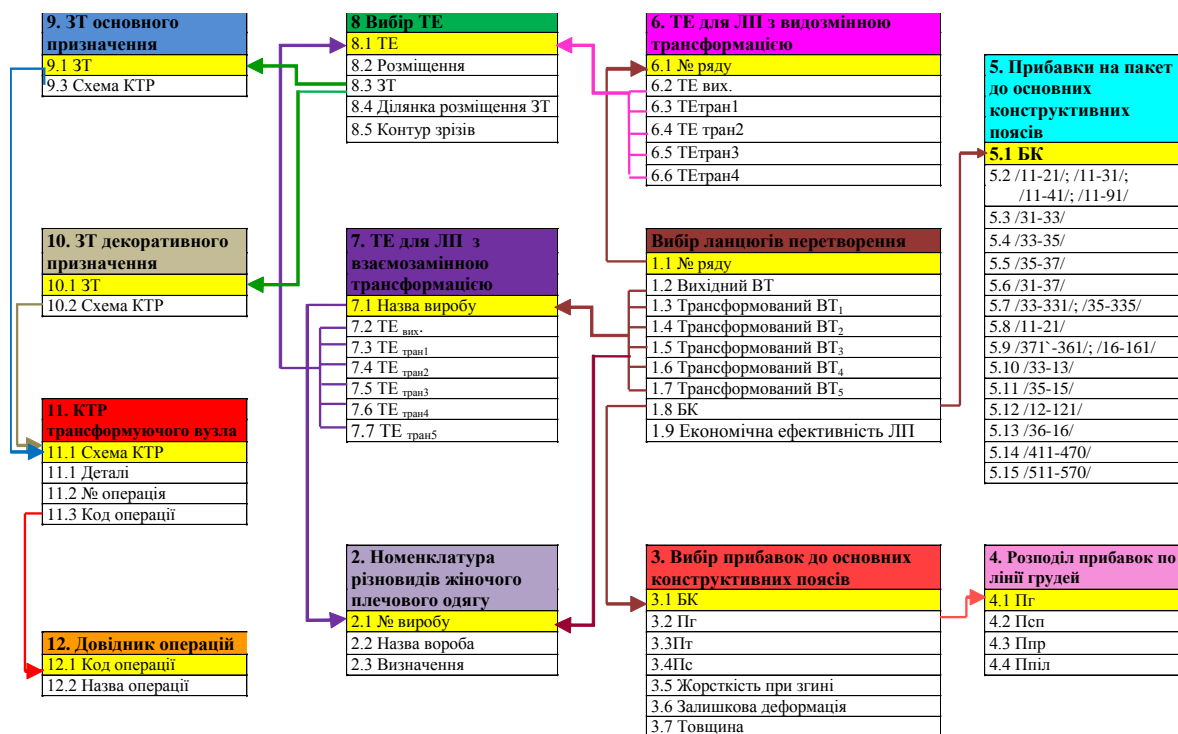 9. ЗТ основного
призначення
9.1 ЗТ
9.3 Схема КТР
8 Вибір ТЕ
8.1 ТЕ
8.2 Розміщення
8.3 ЗТ
8.4 Ділянка розміщення ЗТ
8.5 Контур зрізів
6. ТЕ для ЛП з видозмінною
трансформацією
6.1 № ряду
6.2 ТЕ вих.
6.3 ТЕтран1
6.4 ТЕ тран2
6.5 ТЕтран3
6.6 ТЕтран4
5. Прибавки на пакет
до основних
конструктивних
поясів
5.1 БК
5.2 /11-21/; /11-31/;
/11-41/; /11-91/
5.3 /31-33/
5.4 /33-35/
5.5 /35-37/
5.6 /31-37/
5.7 /33-331/; /35-335/
5.8 /11-21/
5.9 /371`-361/; /16-161/
5.10 /33-13/
5.11 /35-15/
5.12 /12-121/
5.13 /36-16/
5.14 /411-470/
5.15 /511-570/
10. ЗТ декоративного
призначення
10.1 ЗТ
10.2 Схема КТР
7. ТЕ для ЛП з
взаємозамінною
трансформацією
7.1 Назва виробу
7.2 ТЕ вих.
7.3 ТЕ тран1
7.4 ТЕ тран2
7.5 ТЕ тран3
7.6 ТЕ тран4
7.7 ТЕ тран5
Вибір ланцюгів перетворення
1.1 № ряду
1.2 Вихідний ВТ
1.3 Трансформований ВТ1
1.4 Трансформований ВТ2
1.5 Трансформований ВТ3
1.6 Трансформований ВТ4
1.7 Трансформований ВТ5
1.8 БК
1.9 Економічна ефективність ЛП
11. КТР
трансформуючого вузла
11.1 Схема КТР
11.1 Деталі
11.2 № операція
11.3 Код операції
2. Номенклатура
різновидів жіночого
плечового одягу
2.1 № виробу
2.2 Назва вороба
2.3 Визначення
3. Вибір прибавок до основних
конструктивних поясів
3.1 БК
3.2 Пг
3.3Пт
3.4Пс
3.5 Жорсткість при згині
3.6 Залишкова деформація
3.7 Товщина
4. Розподіл прибавок по
лінії грудей
4.1 Пг
4.2 Псп
4.3 Ппр
4.4 Ппіл
12. Довідник операцій
12.1 Код операції
12.2 Назва операції